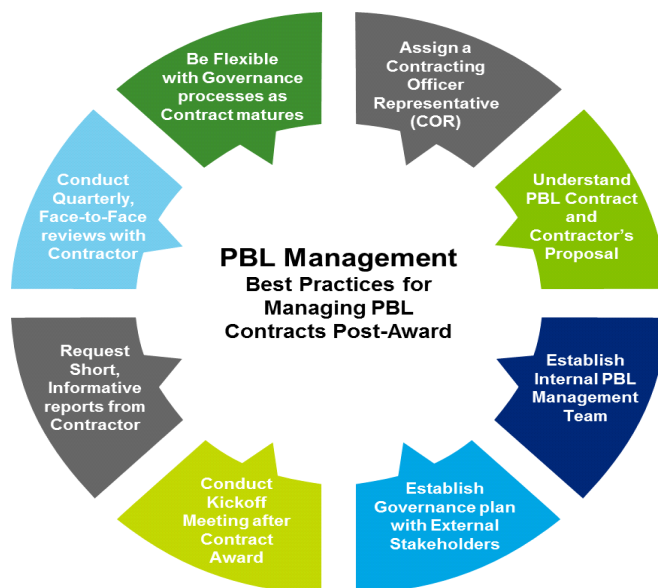 PBL Management
Best Practices for
Managing PBL
Contracts Post-Award
Assign a
Contracting
Officer
Representative
(COR)
Understand
PBL Contract
and
Contractor's
Proposal
Establish
Internal PBL
Management
Team
Establish
Governance plan
with External
Stakeholders
Conduct
Kickoff
Meeting after
Contract
Award
Request
Short,
Informative
reports from
Contractor
Conduct
Quarterly,
Face-to-Face
reviews with
Contractor
Be Flexible
with Governance
processes as
Contract matures